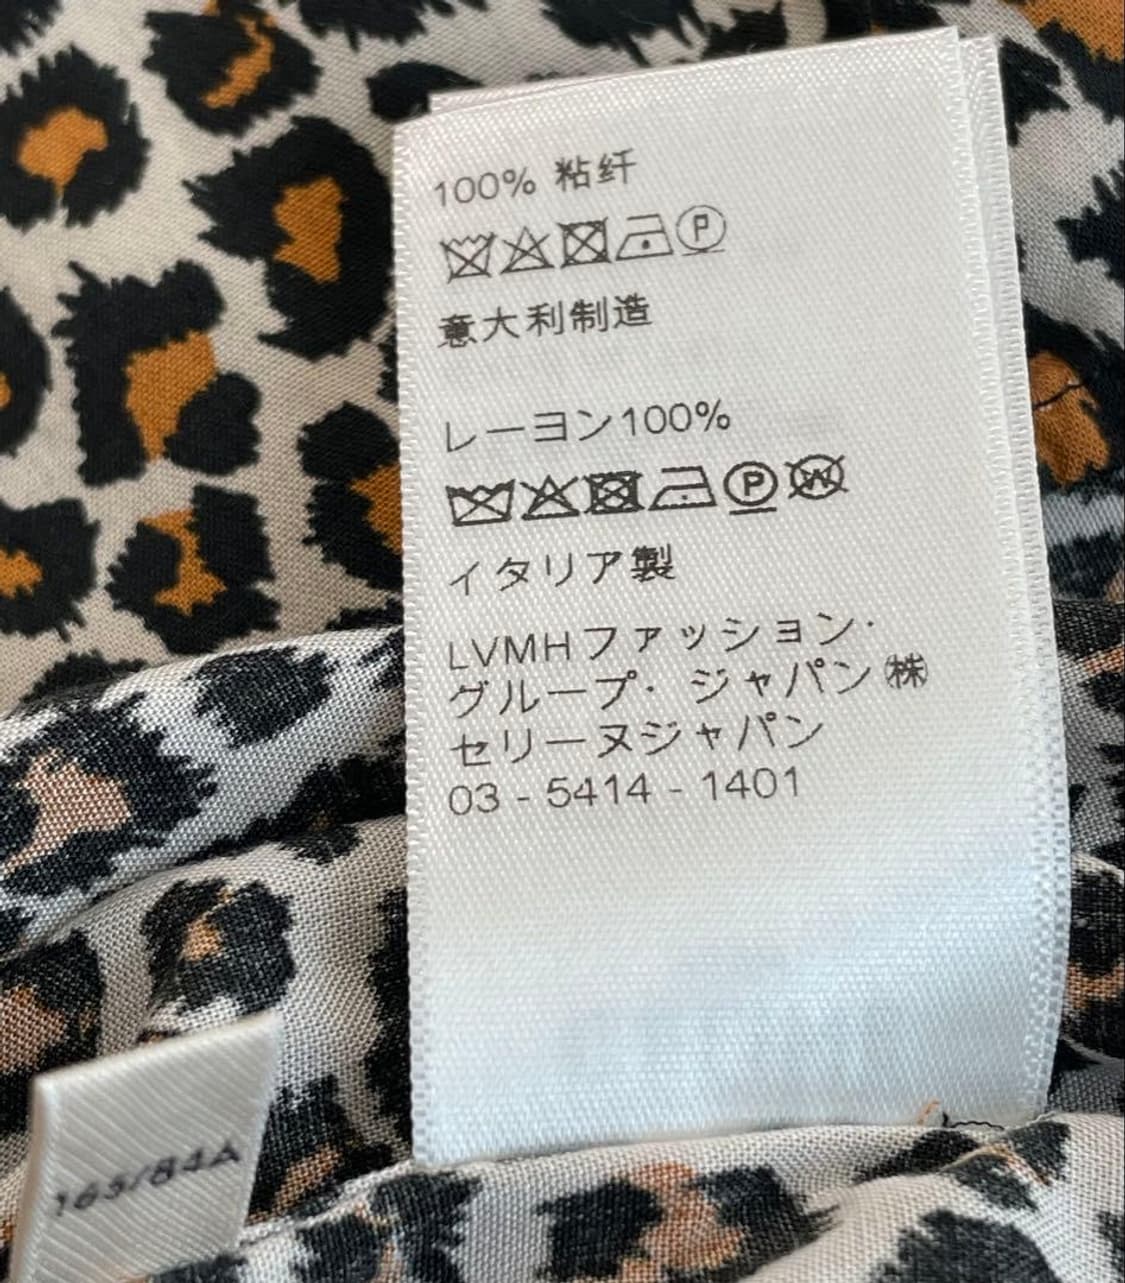 100% 粘纤
P
意大利制造
レーヨン100%
P W
イタリア製
LVMHファッション・
グループ・ジャパン㈱
セリーヌジャパン
03 - 5414 - 1401
165/84A